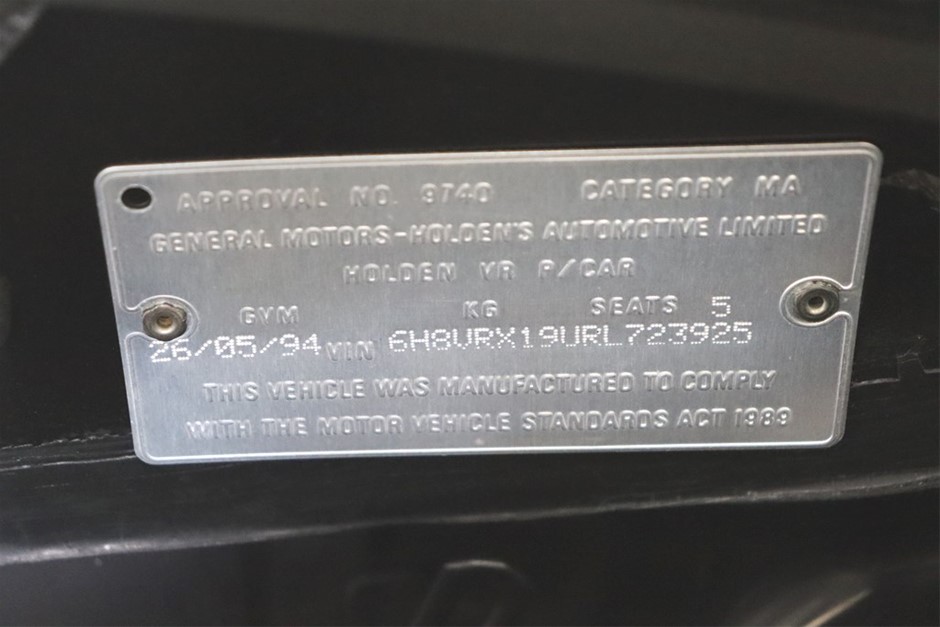 APPROVAL NO. 9740 CATEGORY MA
GENERAL MOTORS-HOLDEN'S AUTOMOTIVE LIMITED
HOLDEN VR P/CAR
GVM KG SEATS 5
26/05/94 VIN 6H8VRX19URL723925
THIS VEHICLE WAS MANUFACTURED TO COMPLY
WITH THE MOTOR VEHICLE STANDARDS ACT 1989